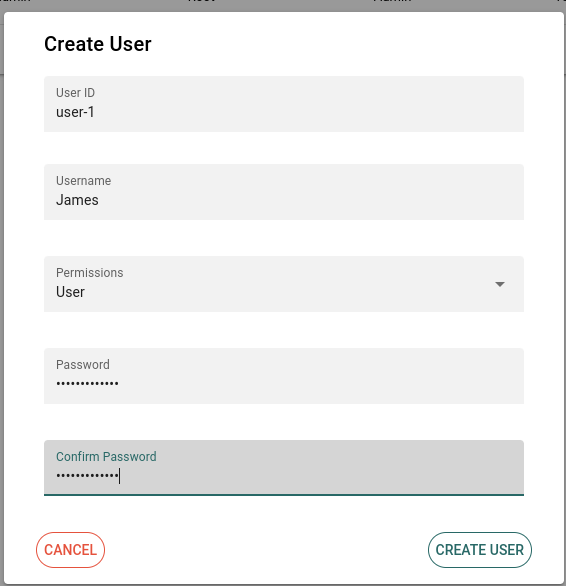 Create User
User ID
user-1
Username
James
Permissions
User
Password
•••••••••••••
Confirm Password
•••••••••••••
CANCEL
CREATE USER